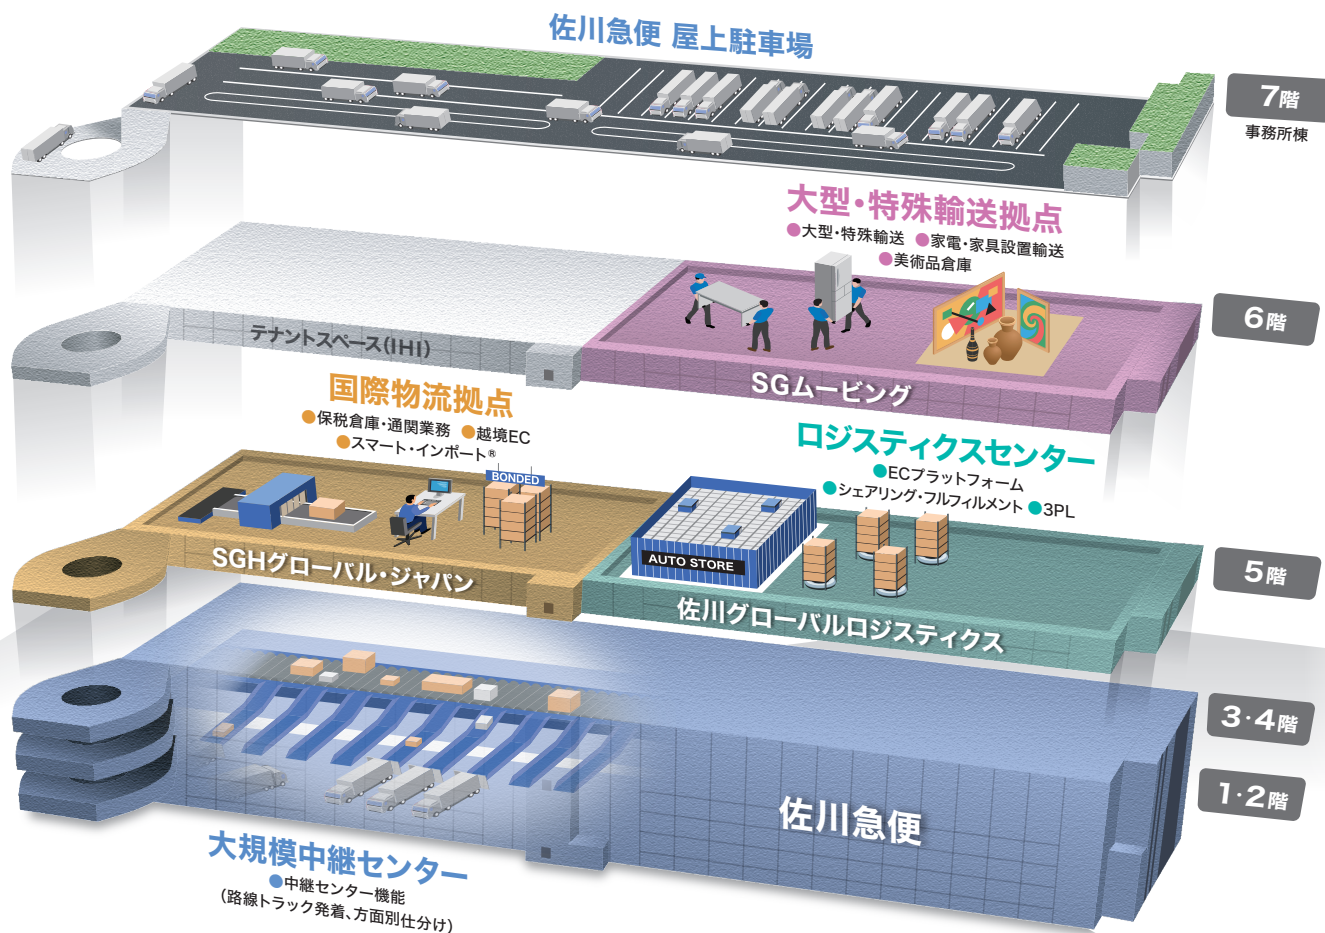 佐川急便 屋上駐車場
7階
事務所棟
大型・特殊輸送拠点
●大型・特殊輸送 ●家電・家具設置輸送
●美術品倉庫
6階
テナントスペース(IHI)
SGムービング
国際物流拠点
●保税倉庫・通関業務 ●越境EC
●スマート・インポート®
BONDED
ロジスティクスセンター
●ECプラットフォーム
●シェアリング・フルフィルメント ●3PL
AUTO STORE
5階
SGHグローバル・ジャパン
佐川グローバルロジスティクス
3・4階
1・2階
佐川急便
大規模中継センター
●中継センター機能
(路線トラック発着、方面別仕分け)